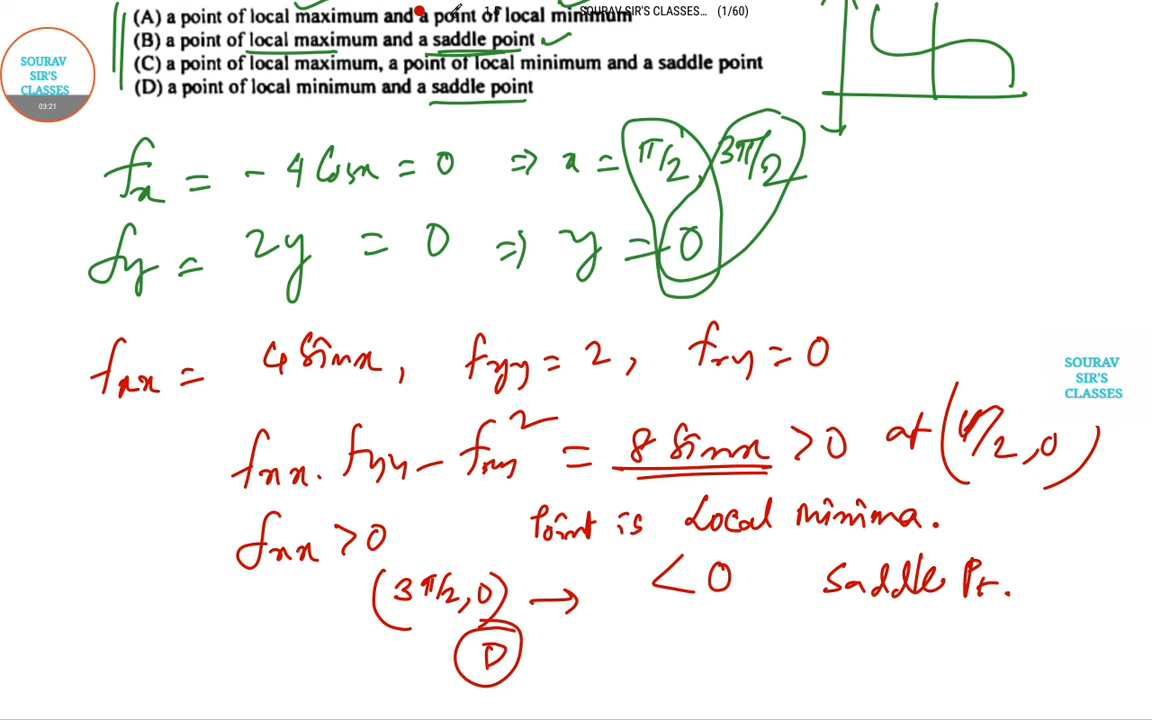 (A) a point of local maximum and a point of local minimum
SOURAV SIR'S CLASSES... (1/60)
(B) a point of local maximum and a saddle point ✓
(C) a point of local maximum, a point of local minimum and a saddle point
(D) a point of local minimum and a saddle point
SOURAV
SIR'S
CLASSES
03:21
fx = - 4 Cosx = 0 ⇒ x = π/2, 3π/2
fy = 2y = 0 ⇒ y = 0
fxx = 4 sinx, fyy = 2, fxy = 0
fxx. fyy - fxy² = 8 sinx > 0 at (π/2, 0)
fxx > 0 Point is Local minima.
(3π/2, 0) → < 0 Saddle Pt.
D
SOURAV
SIR'S
CLASSES